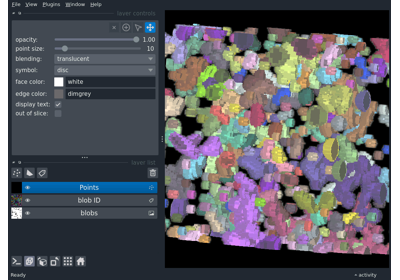 File View Plugins Window Help
layer controls
opacity: 1.00
point size: 10
blending: translucent
symbol: disc
face color: white
edge color: dimgrey
display text:
out of slice:
layer list
Points
blob ID
blobs
Ready activity